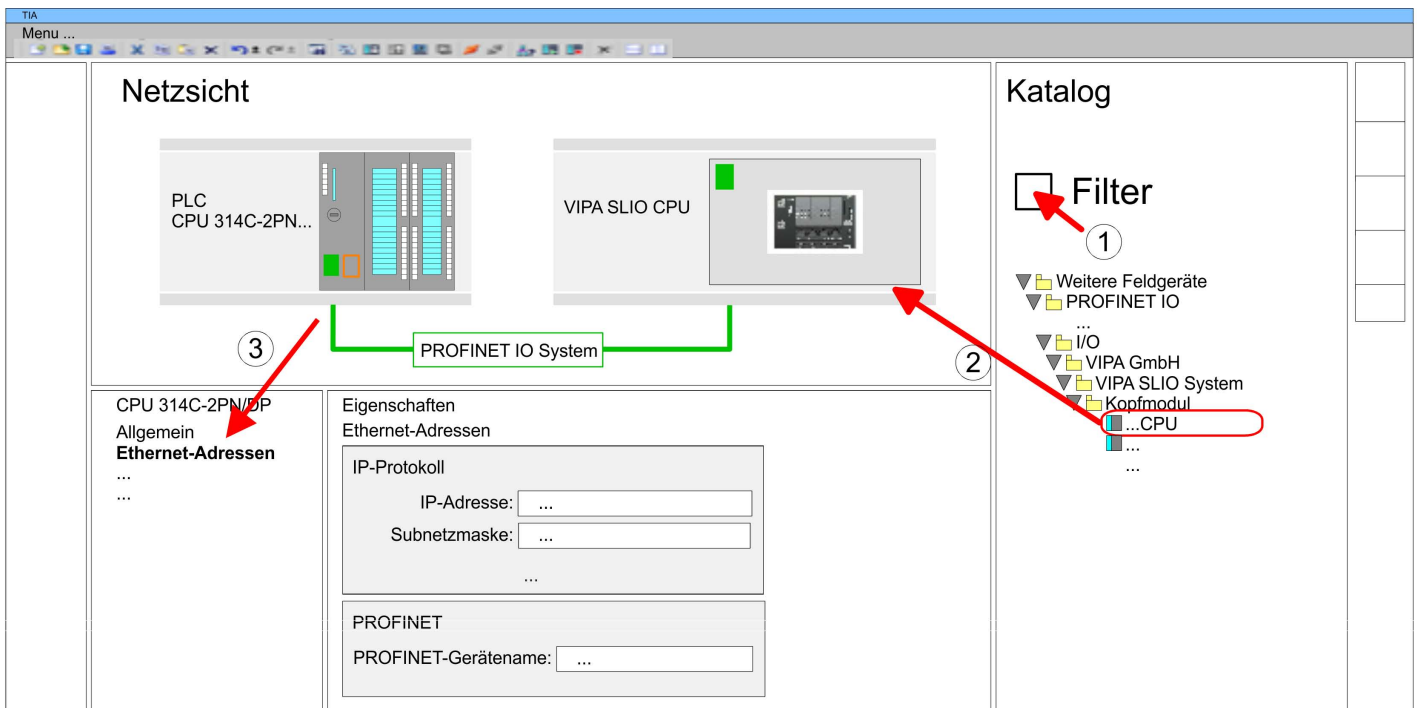 TIA
Menu ...
Netzsicht
PLC
CPU 314C-2PN...
VIPA SLIO CPU
PROFINET IO System
3
2
Katalog
Filter
1
Weitere Feldgeräte
PROFINET IO
...
I/O
VIPA GmbH
VIPA SLIO System
Kopfmodul
...CPU
...
...
CPU 314C-2PN/DP
Allgemein
Ethernet-Adressen
...
...
Eigenschaften
Ethernet-Adressen
IP-Protokoll
IP-Adresse: ...
Subnetzmaske: ...
...
PROFINET
PROFINET-Gerätename: ...